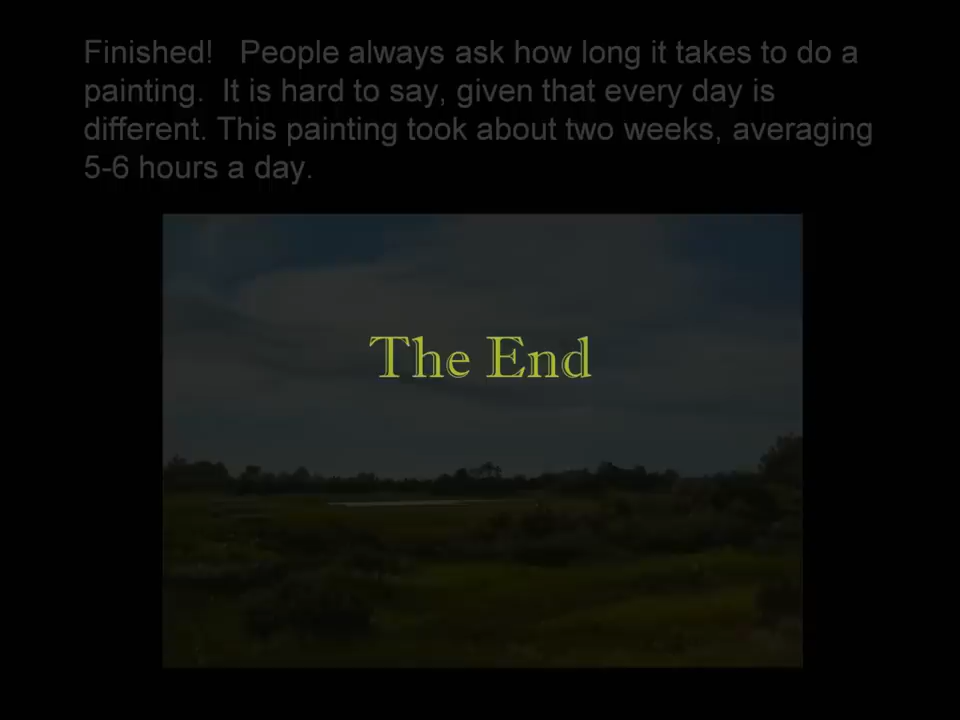 Finished!   People always ask how long it takes to do a
painting.  It is hard to say, given that every day is
different. This painting took about two weeks, averaging
5-6 hours a day.
The End